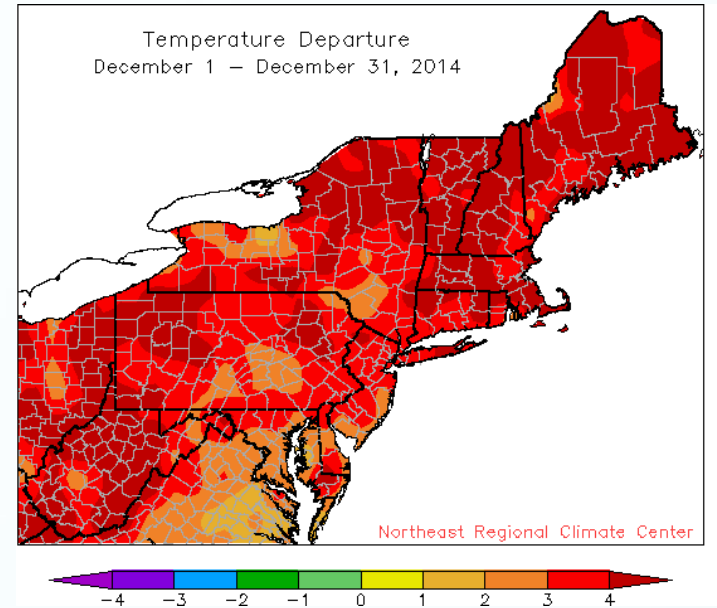 Temperature Departure
December 1 – December 31, 2014
Northeast Regional Climate Center
-4 -3 -2 -1 0 1 2 3 4